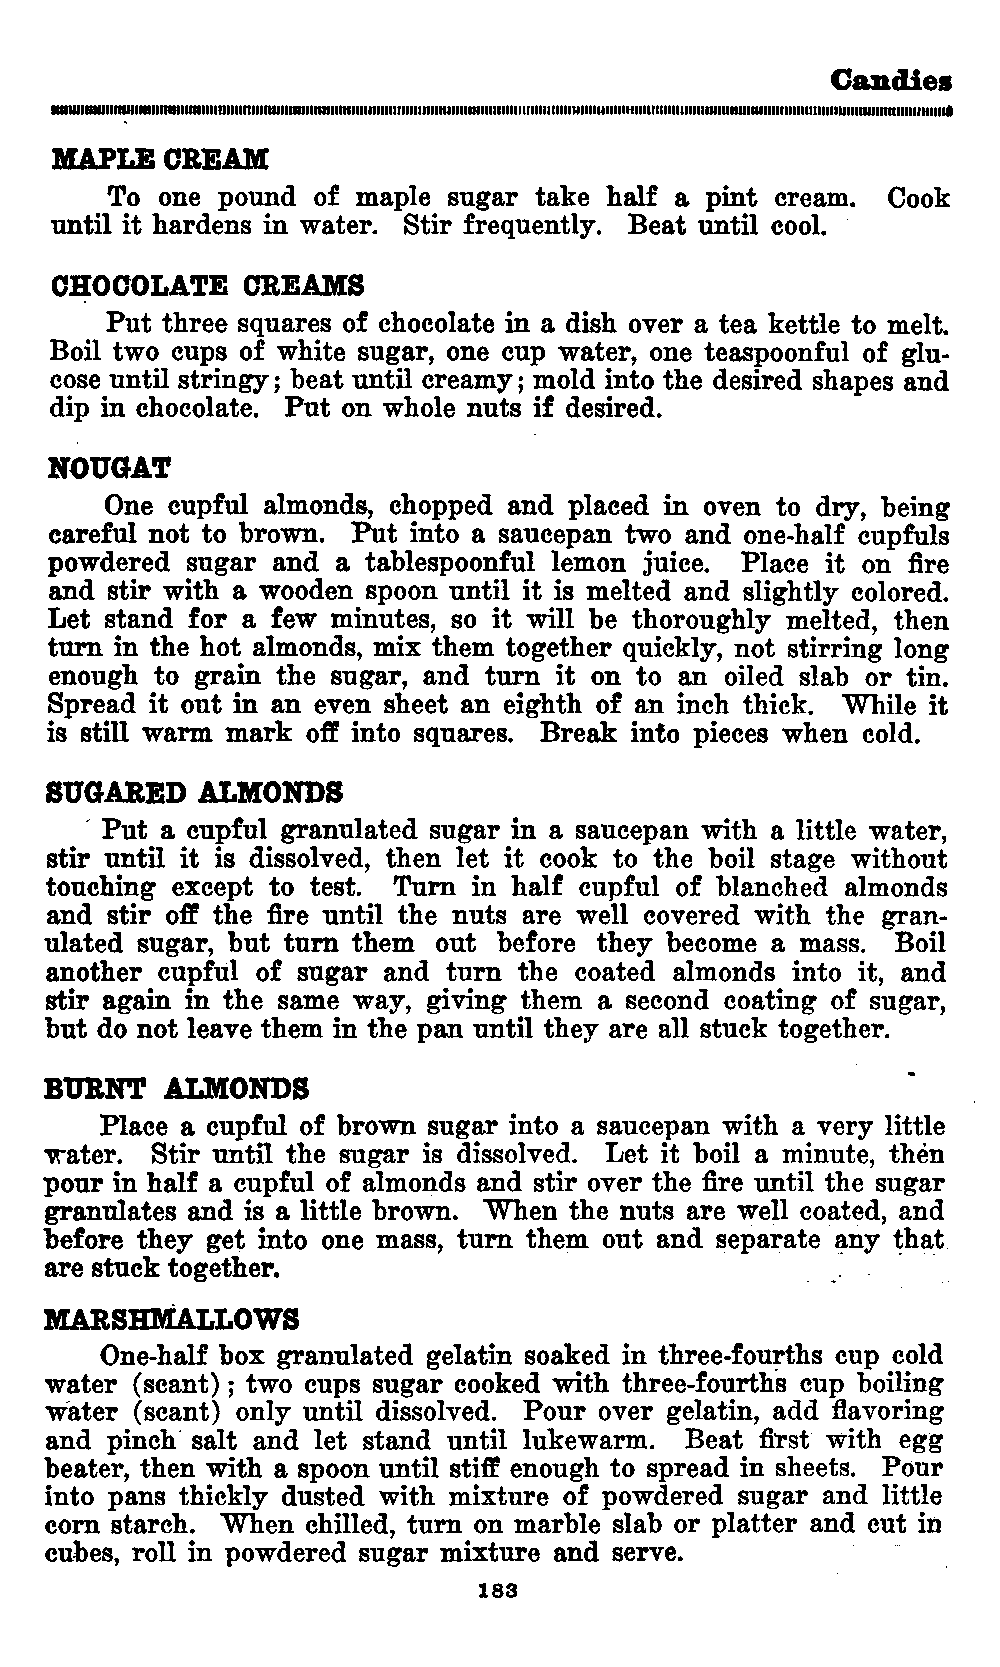 Candies
MAPLE CREAM
To one pound of maple sugar take half a pint cream. Cook
until it hardens in water. Stir frequently. Beat until cool.
CHOCOLATE CREAMS
Put three squares of chocolate in a dish over a tea kettle to melt.
Boil two cups of white sugar, one cup water, one teaspoonful of glu-
cose until stringy; beat until creamy; mold into the desired shapes and
dip in chocolate. Put on whole nuts if desired.
NOUGAT
One cupful almonds, chopped and placed in oven to dry, being
careful not to brown. Put into a saucepan two and one-half cupfuls
powdered sugar and a tablespoonful lemon juice. Place it on fire
and stir with a wooden spoon until it is melted and slightly colored.
Let stand for a few minutes, so it will be thoroughly melted, then
turn in the hot almonds, mix them together quickly, not stirring long
enough to grain the sugar, and turn it on to an oiled slab or tin.
Spread it out in an even sheet an eighth of an inch thick. While it
is still warm mark off into squares. Break into pieces when cold.
SUGARED ALMONDS
Put a cupful granulated sugar in a saucepan with a little water,
stir until it is dissolved, then let it cook to the boil stage without
touching except to test. Turn in half cupful of blanched almonds
and stir off the fire until the nuts are well covered with the gran-
ulated sugar, but turn them out before they become a mass. Boil
another cupful of sugar and turn the coated almonds into it, and
stir again in the same way, giving them a second coating of sugar,
but do not leave them in the pan until they are all stuck together.
BURNT ALMONDS
Place a cupful of brown sugar into a saucepan with a very little
water. Stir until the sugar is dissolved. Let it boil a minute, then
pour in half a cupful of almonds and stir over the fire until the sugar
granulates and is a little brown. When the nuts are well coated, and
before they get into one mass, turn them out and separate any that
are stuck together.
MARSHMALLOWS
One-half box granulated gelatin soaked in three-fourths cup cold
water (scant); two cups sugar cooked with three-fourths cup boiling
water (scant) only until dissolved. Pour over gelatin, add flavoring
and pinch salt and let stand until lukewarm. Beat first with egg
beater, then with a spoon until stiff enough to spread in sheets. Pour
into pans thickly dusted with mixture of powdered sugar and little
corn starch. When chilled, turn on marble slab or platter and cut in
cubes, roll in powdered sugar mixture and serve.
183